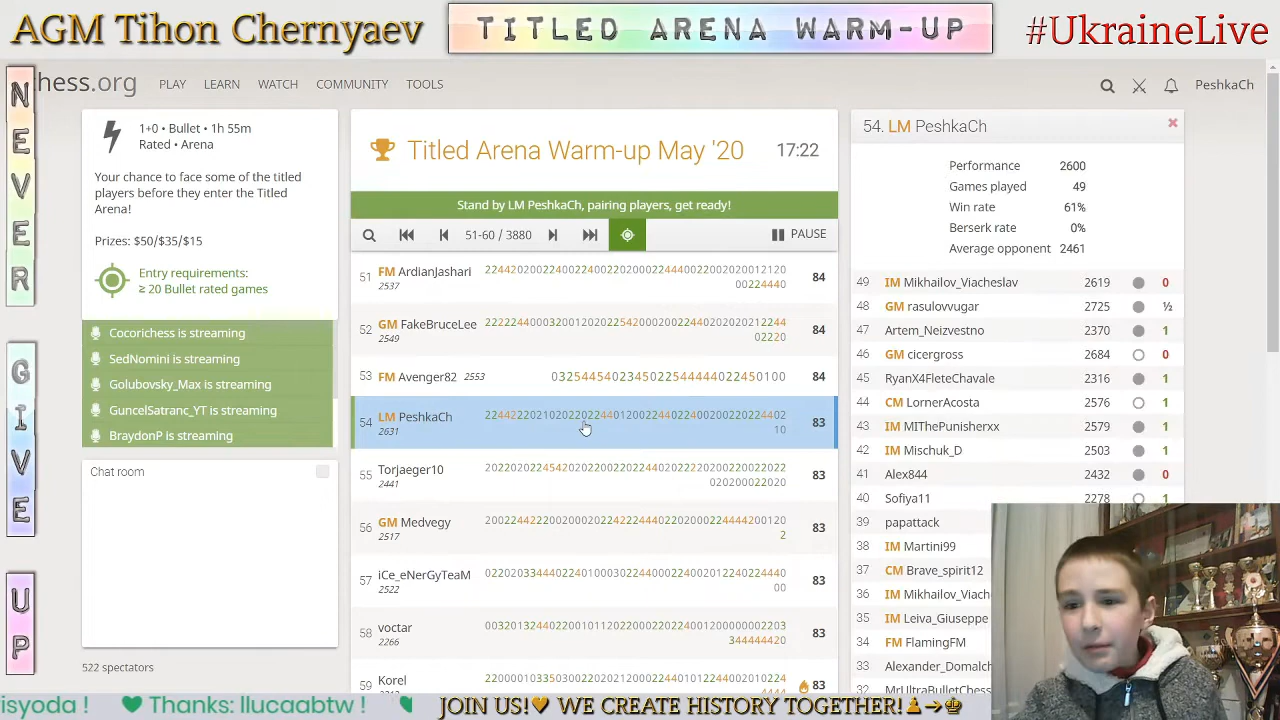 AGM Tihon Chernyaev
TITLED ARENA WARM-UP
#UkraineLive
NEVER
GIVE
UP
hess.org
PLAY LEARN WATCH COMMUNITY TOOLS
PeshkaCh
1+0 • Bullet • 1h 55m
Rated • Arena
Your chance to face some of the titled
players before they enter the Titled
Arena!
Prizes: $50/$35/$15
Entry requirements:
≥ 20 Bullet rated games
Cocorichess is streaming
SedNomini is streaming
Golubovsky_Max is streaming
GuncelSatranc_YT is streaming
BraydonP is streaming
Chat room
522 spectators
Titled Arena Warm-up May '20 17:22
Stand by LM PeshkaCh, pairing players, get ready!
51-60 / 3880 PAUSE
51 FM ArdianJashari 2537 84
52 GM FakeBruceLee 2549 84
53 FM Avenger82 2553 84
54 LM PeshkaCh 2631 83
55 Torjaeger10 2441 83
56 GM Medvegy 2517 83
57 iCe_eNerGyTeaM 2522 83
58 voctar 2266 83
59 Korel 83
54. LM PeshkaCh
Performance 2600
Games played 49
Win rate 61%
Berserk rate 0%
Average opponent 2461
49 IM Mikhailov_Viacheslav 2619 0
48 GM rasulovvugar 2725 ½
47 Artem_Neizvestno 2370 1
46 GM cicergross 2684 0
45 RyanX4FleteChavale 2316 1
44 CM LornerAcosta 2576 1
43 MIThePunisherxx 2579 1
42 IM Mischuk_D 2503 1
41 Alex844 2432 0
40 Sofiya11 2278 1
39 papattack
38 IM Martini99
37 CM Brave_spirit12
36 IM Mikhailov_Viach
35 IM Leiva_Giuseppe
34 FM FlamingFM
33 Alexander_Domalch
32 MrUltraBulletChess
isyoda ! Thanks: llucaabtw !
JOIN US! WE CREATE HISTORY TOGETHER!